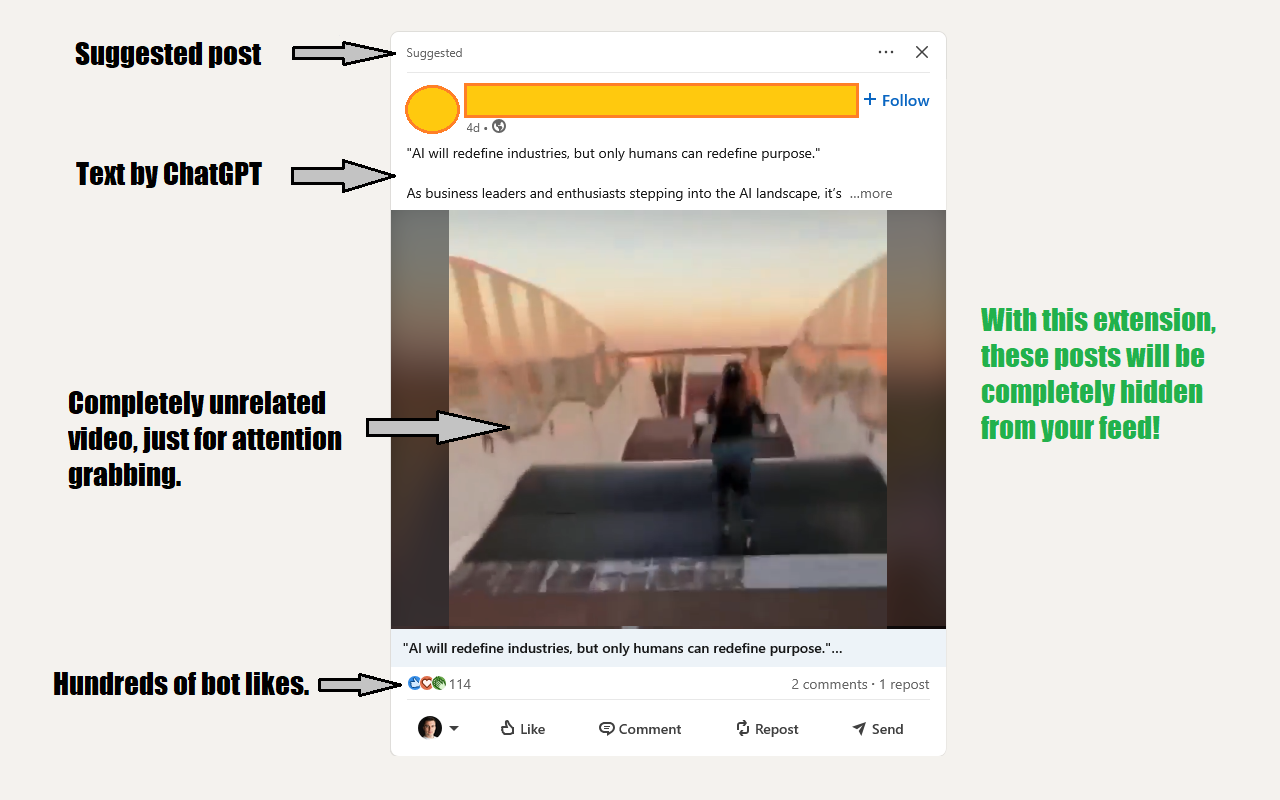 Suggested post
Suggested
+ Follow
4d •
Text by ChatGPT
"AI will redefine industries, but only humans can redefine purpose."
As business leaders and enthusiasts stepping into the AI landscape, it's ...more
Completely unrelated
video, just for attention
grabbing.
With this extension,
these posts will be
completely hidden
from your feed!
"AI will redefine industries, but only humans can redefine purpose."...
Hundreds of bot likes.
114
2 comments · 1 repost
Like
Comment
Repost
Send